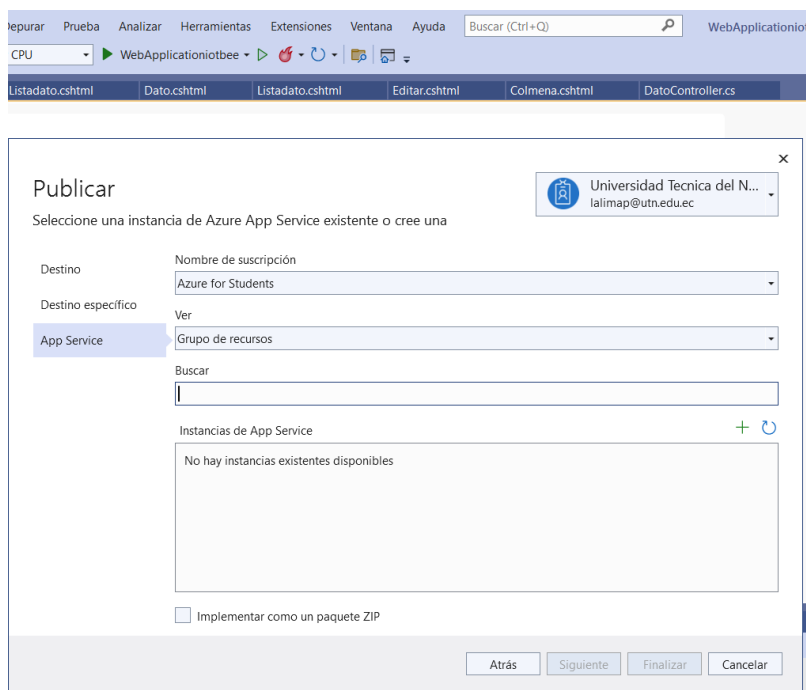 Depurar Prueba Analizar Herramientas Extensiones Ventana Ayuda Buscar (Ctrl+Q) WebApplicationiot
CPU WebApplicationiotbee
Listadato.cshtml Dato.cshtml Listadato.cshtml Editar.cshtml Colmena.cshtml DatoController.cs
Publicar
Seleccione una instancia de Azure App Service existente o cree una
Universidad Tecnica del N...
lalimap@utn.edu.ec
Destino
Destino específico
App Service
Nombre de suscripción
Azure for Students
Ver
Grupo de recursos
Buscar
Instancias de App Service
No hay instancias existentes disponibles
Implementar como un paquete ZIP
Atrás Siguiente Finalizar Cancelar